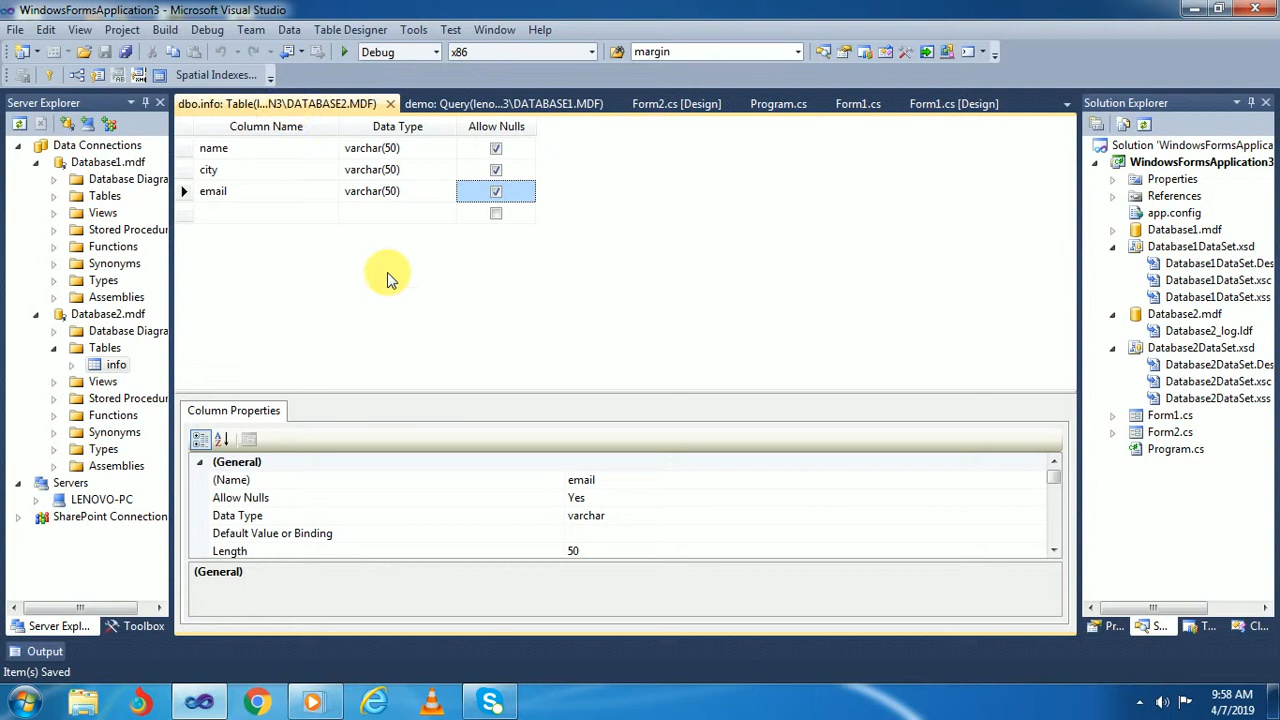 WindowsFormsApplication3 - Microsoft Visual Studio
File Edit View Project Build Debug Team Data Table Designer Tools Test Window Help
Debug x86 margin
Spatial Indexes...
Server Explorer
Data Connections
Database1.mdf
Database Diagra
Tables
Views
Stored Procedur
Functions
Synonyms
Types
Assemblies
Database2.mdf
Database Diagra
Tables
info
Views
Stored Procedur
Functions
Synonyms
Types
Assemblies
Servers
LENOVO-PC
SharePoint Connection
Server Expl... Toolbox
dbo.info: Table(l...N3\DATABASE2.MDF) demo: Query(leno...3\DATABASE1.MDF) Form2.cs [Design] Program.cs Form1.cs Form1.cs [Design]
Column Name Data Type Allow Nulls
name varchar(50)
city varchar(50)
email varchar(50)
Column Properties
(General)
(Name) email
Allow Nulls Yes
Data Type varchar
Default Value or Binding
Length 50
(General)
Solution Explorer
Solution 'WindowsFormsApplica
WindowsFormsApplication3
Properties
References
app.config
Database1.mdf
Database1DataSet.xsd
Database1DataSet.Des
Database1DataSet.xsc
Database1DataSet.xss
Database2.mdf
Database2_log.ldf
Database2DataSet.xsd
Database2DataSet.Des
Database2DataSet.xsc
Database2DataSet.xss
Form1.cs
Form2.cs
Program.cs
Pr... S... T... Cl...
Output
Item(s) Saved
9:58 AM
4/7/2019